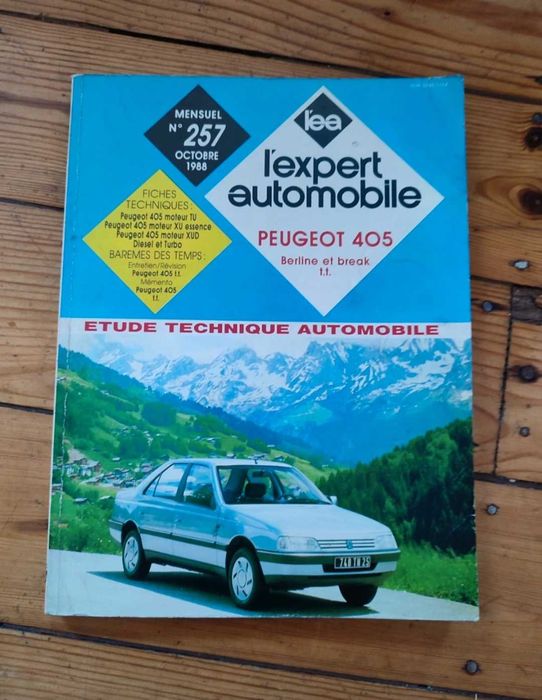 MENSUEL
N° 257
OCTOBRE
1988
l'ea
l'expert
automobile
PEUGEOT 405
Berline et break
t.t.
FICHES
TECHNIQUES :
Peugeot 405 moteur TU
Peugeot 405 moteur XU essence
Peugeot 405 moteur XUD
Diesel et Turbo
BAREMES DES TEMPS :
Entretien/Révision
Peugeot 405 t.t.
Mémento
Peugeot 405
t.t.
ETUDE TECHNIQUE AUTOMOBILE